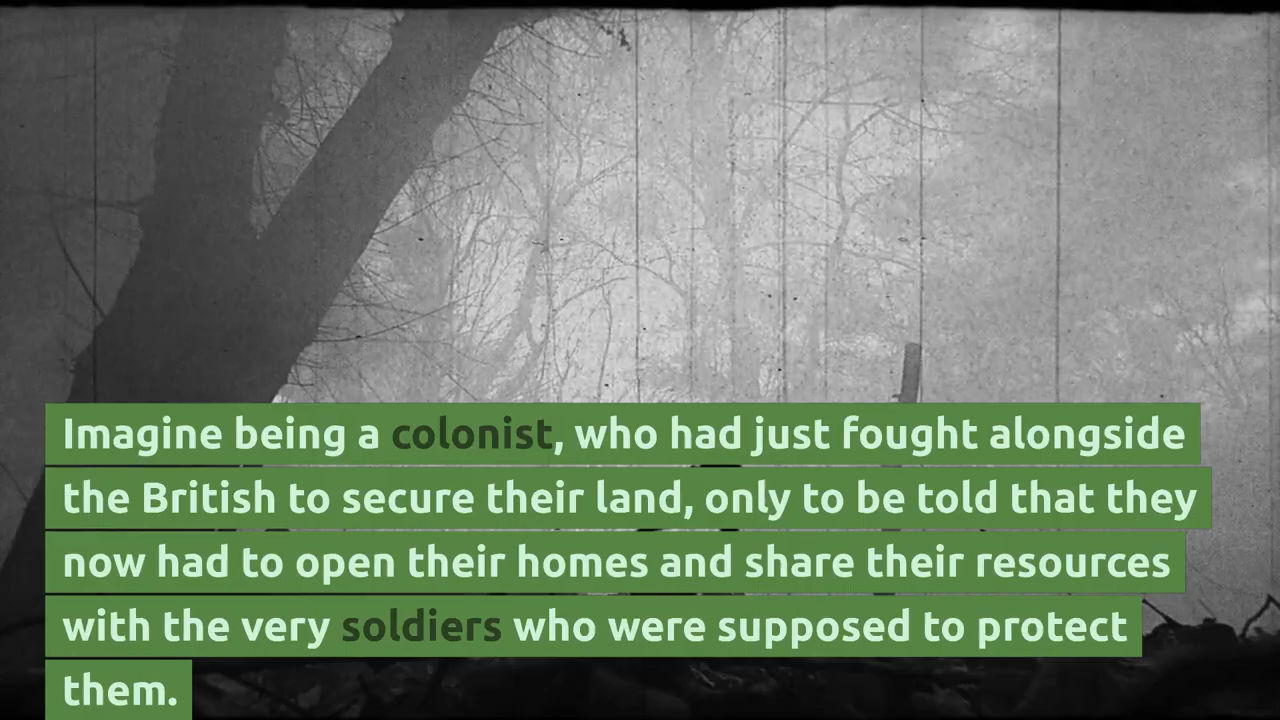 Imagine being a colonist, who had just fought alongside
the British to secure their land, only to be told that they
now had to open their homes and share their resources
with the very soldiers who were supposed to protect
them.